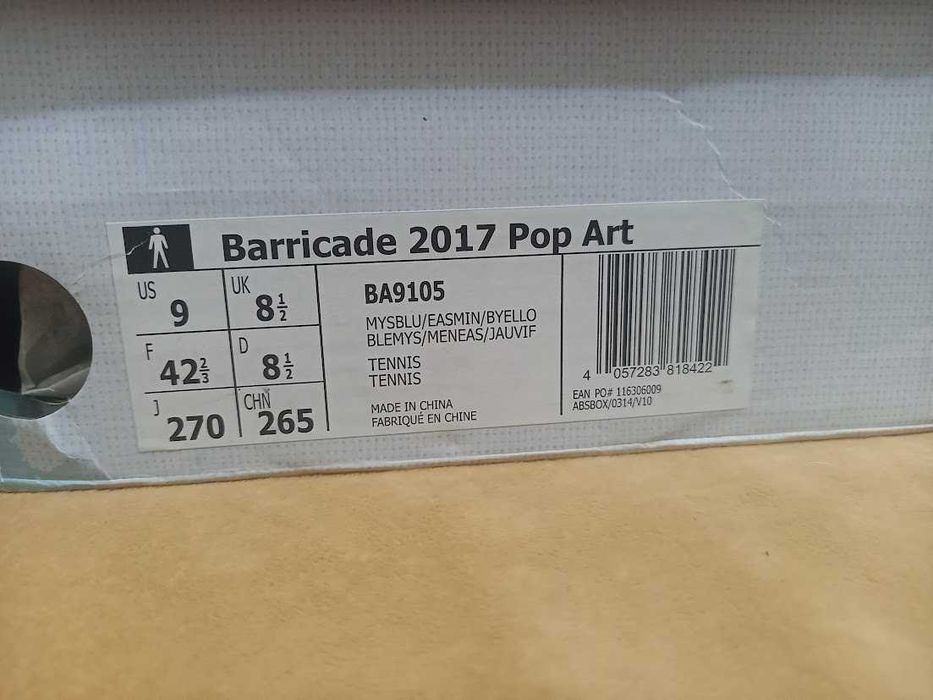 Barricade 2017 Pop Art
US 9 UK 8½
F 42⅔ D 8½
J 270 CHN 265
BA9105
MYSBLU/EASMIN/BYELLO
BLEMYS/MENEAS/JAUVIF
TENNIS
TENNIS
MADE IN CHINA
FABRIQUÉ EN CHINE
4 057283 818422
EAN PO# 116306009
ABSBOX/0314/V10